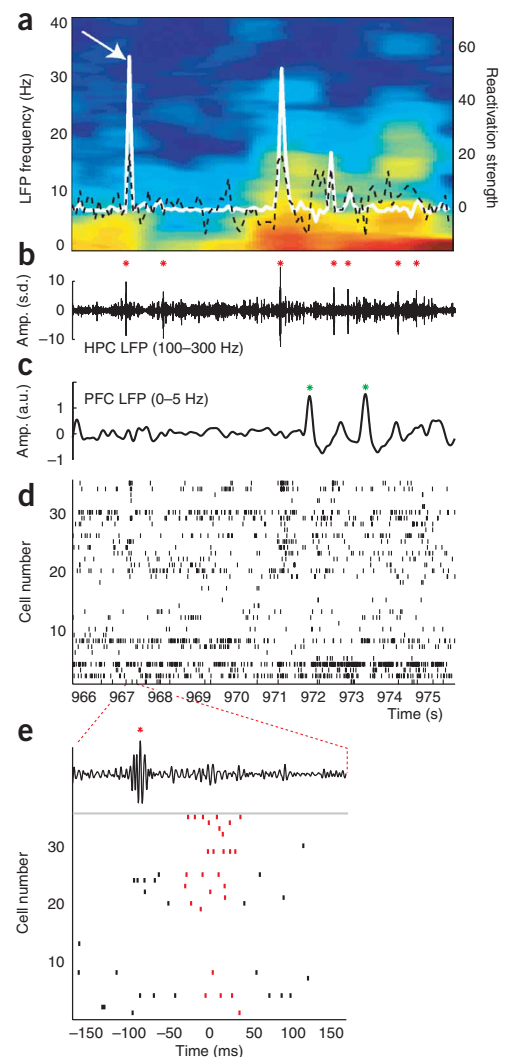 a
40
30
20
10
0
LFP frequency (Hz)
60
40
20
0
Reactivation strength
b
* * * * * * *
10
0
−10
Amp. (s.d.)
HPC LFP (100–300 Hz)
c
* *
PFC LFP (0–5 Hz)
1
0
−1
Amp. (a.u.)
d
30
20
10
Cell number
966 967 968 969 970 971 972 973 974 975
Time (s)
e
*
30
20
10
Cell number
−150 −100 −50 0 50 100 150
Time (ms)